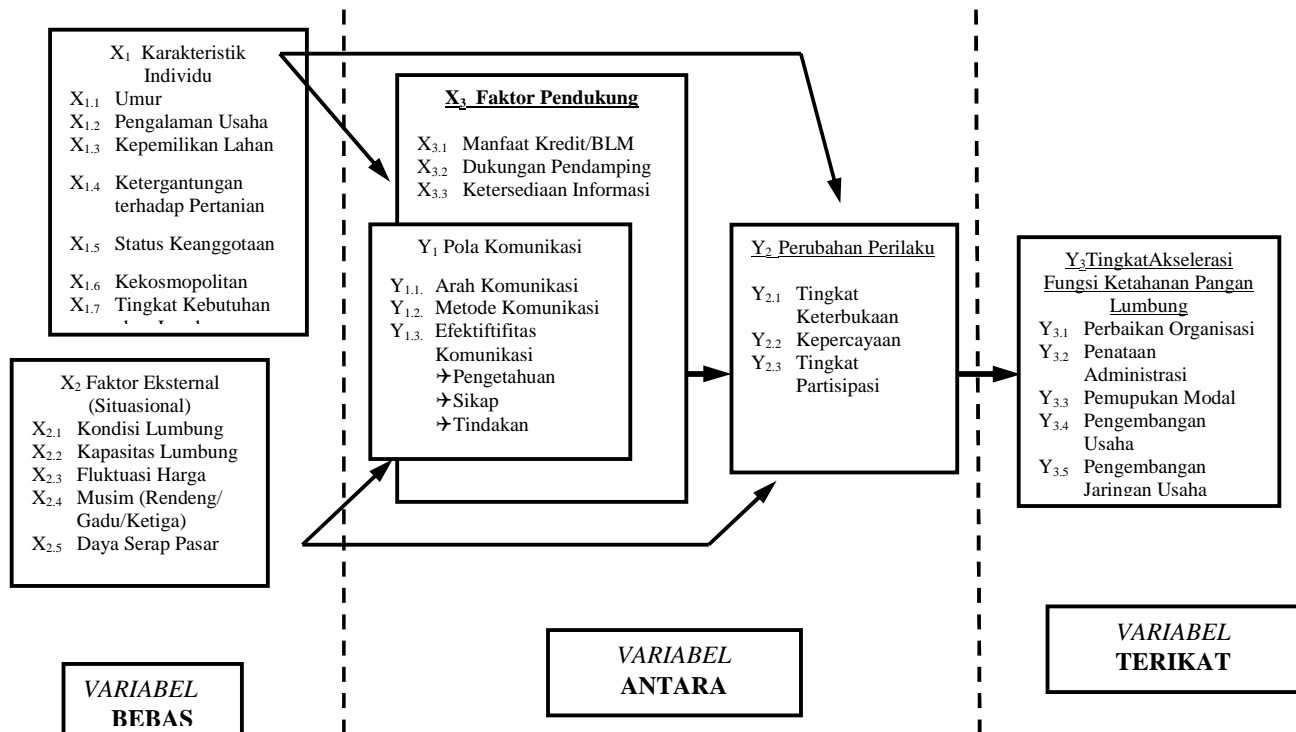 X1 Karakteristik
Individu
X1.1 Umur
X1.2 Pengalaman Usaha
X1.3 Kepemilikan Lahan
X1.4 Ketergantungan
terhadap Pertanian
X1.5 Status Keanggotaan
X1.6 Kekosmopolitan
X1.7 Tingkat Kebutuhan
X2 Faktor Eksternal
(Situasional)
X2.1 Kondisi Lumbung
X2.2 Kapasitas Lumbung
X2.3 Fluktuasi Harga
X2.4 Musim (Rendeng/
Gadu/Ketiga)
X2.5 Daya Serap Pasar
X3 Faktor Pendukung
X3.1 Manfaat Kredit/BLM
X3.2 Dukungan Pendamping
X3.3 Ketersediaan Informasi
Y1 Pola Komunikasi
Y1.1. Arah Komunikasi
Y1.2. Metode Komunikasi
Y1.3. Efektiftifitas
Komunikasi
✈Pengetahuan
✈Sikap
✈Tindakan
Y2 Perubahan Perilaku
Y2.1 Tingkat
Keterbukaan
Y2.2 Kepercayaan
Y2.3 Tingkat
Partisipasi
Y3TingkatAkselerasi
Fungsi Ketahanan Pangan
Lumbung
Y3.1 Perbaikan Organisasi
Y3.2 Penataan
Administrasi
Y3.3 Pemupukan Modal
Y3.4 Pengembangan
Usaha
Y3.5 Pengembangan
Jaringan Usaha
VARIABEL
BEBAS
VARIABEL
ANTARA
VARIABEL
TERIKAT